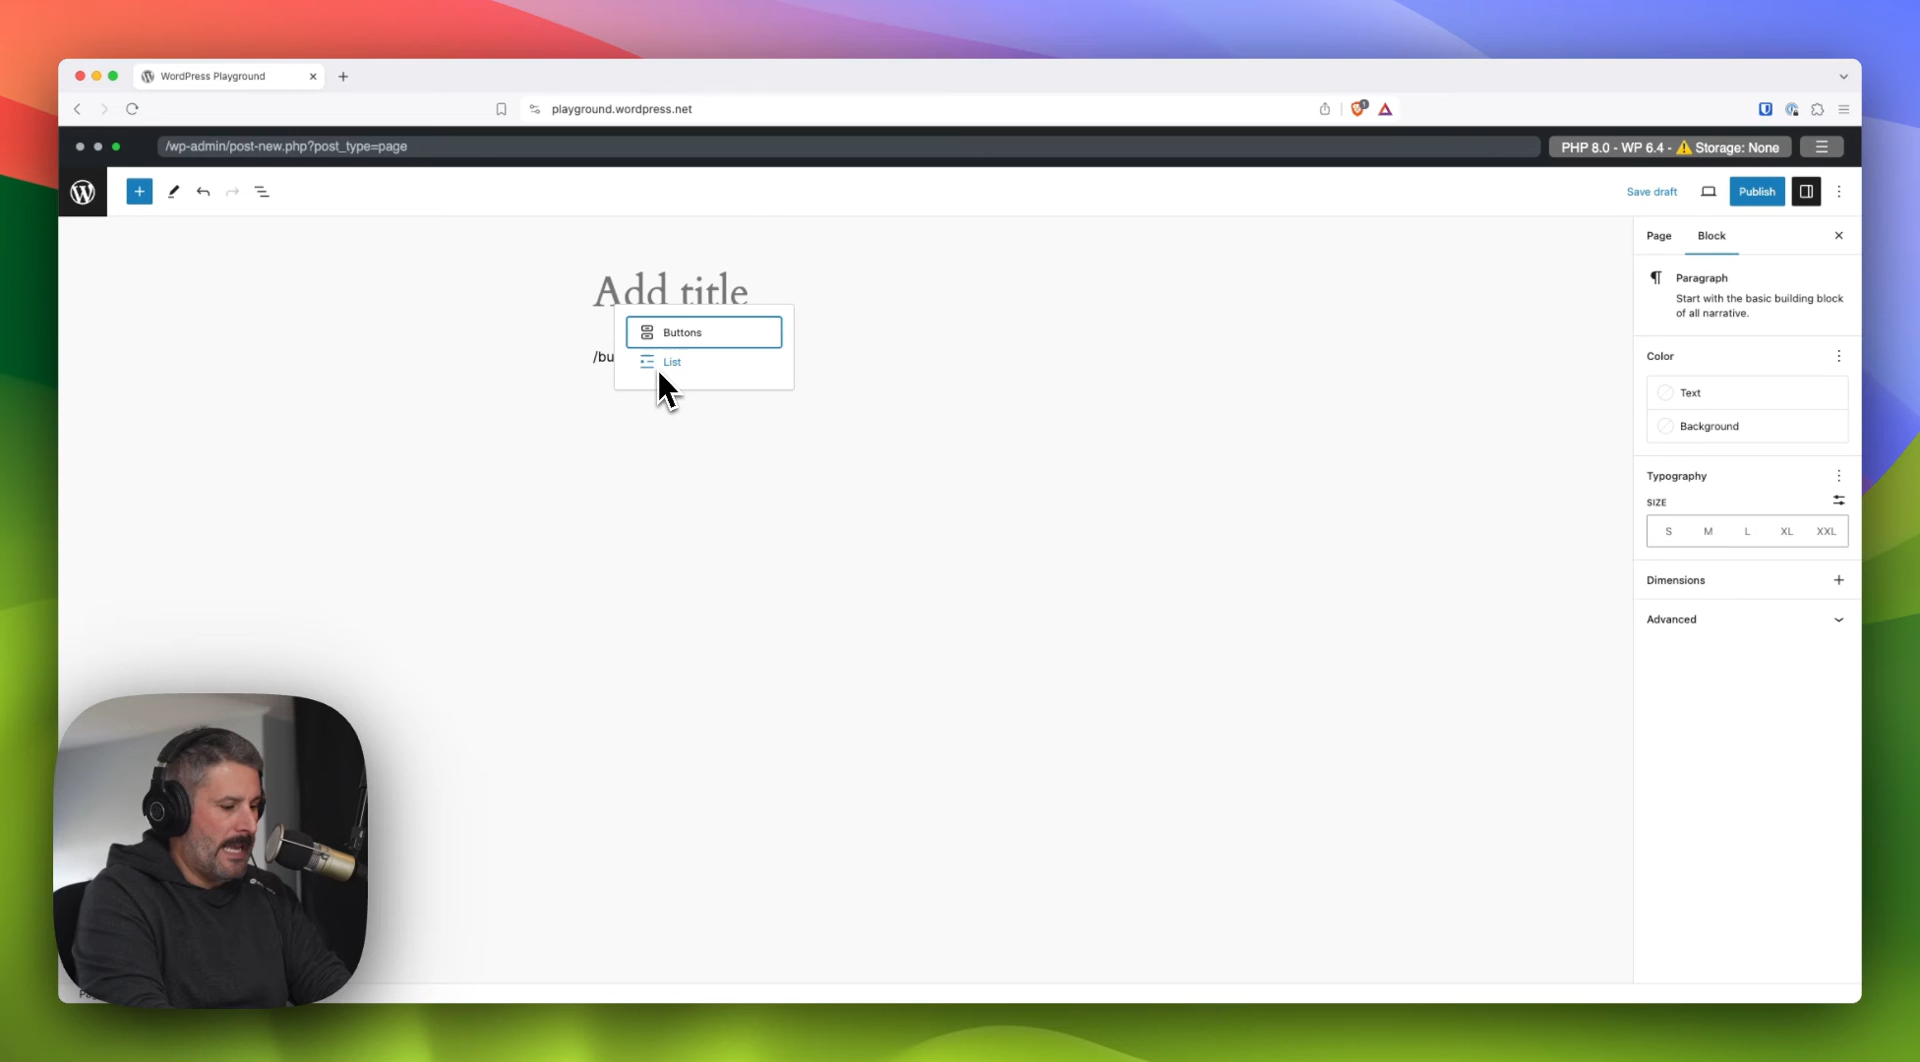 WordPress Playground
playground.wordpress.net
1
/wp-admin/post-new.php?post_type=page
PHP 8.0 - WP 6.4 - ⚠️ Storage: None
Save draft
Publish
Page
Block
Add title
Buttons
/bu
List
Paragraph
Start with the basic building block
of all narrative.
Color
Text
Background
Typography
SIZE
S M L XL XXL
Dimensions
Advanced